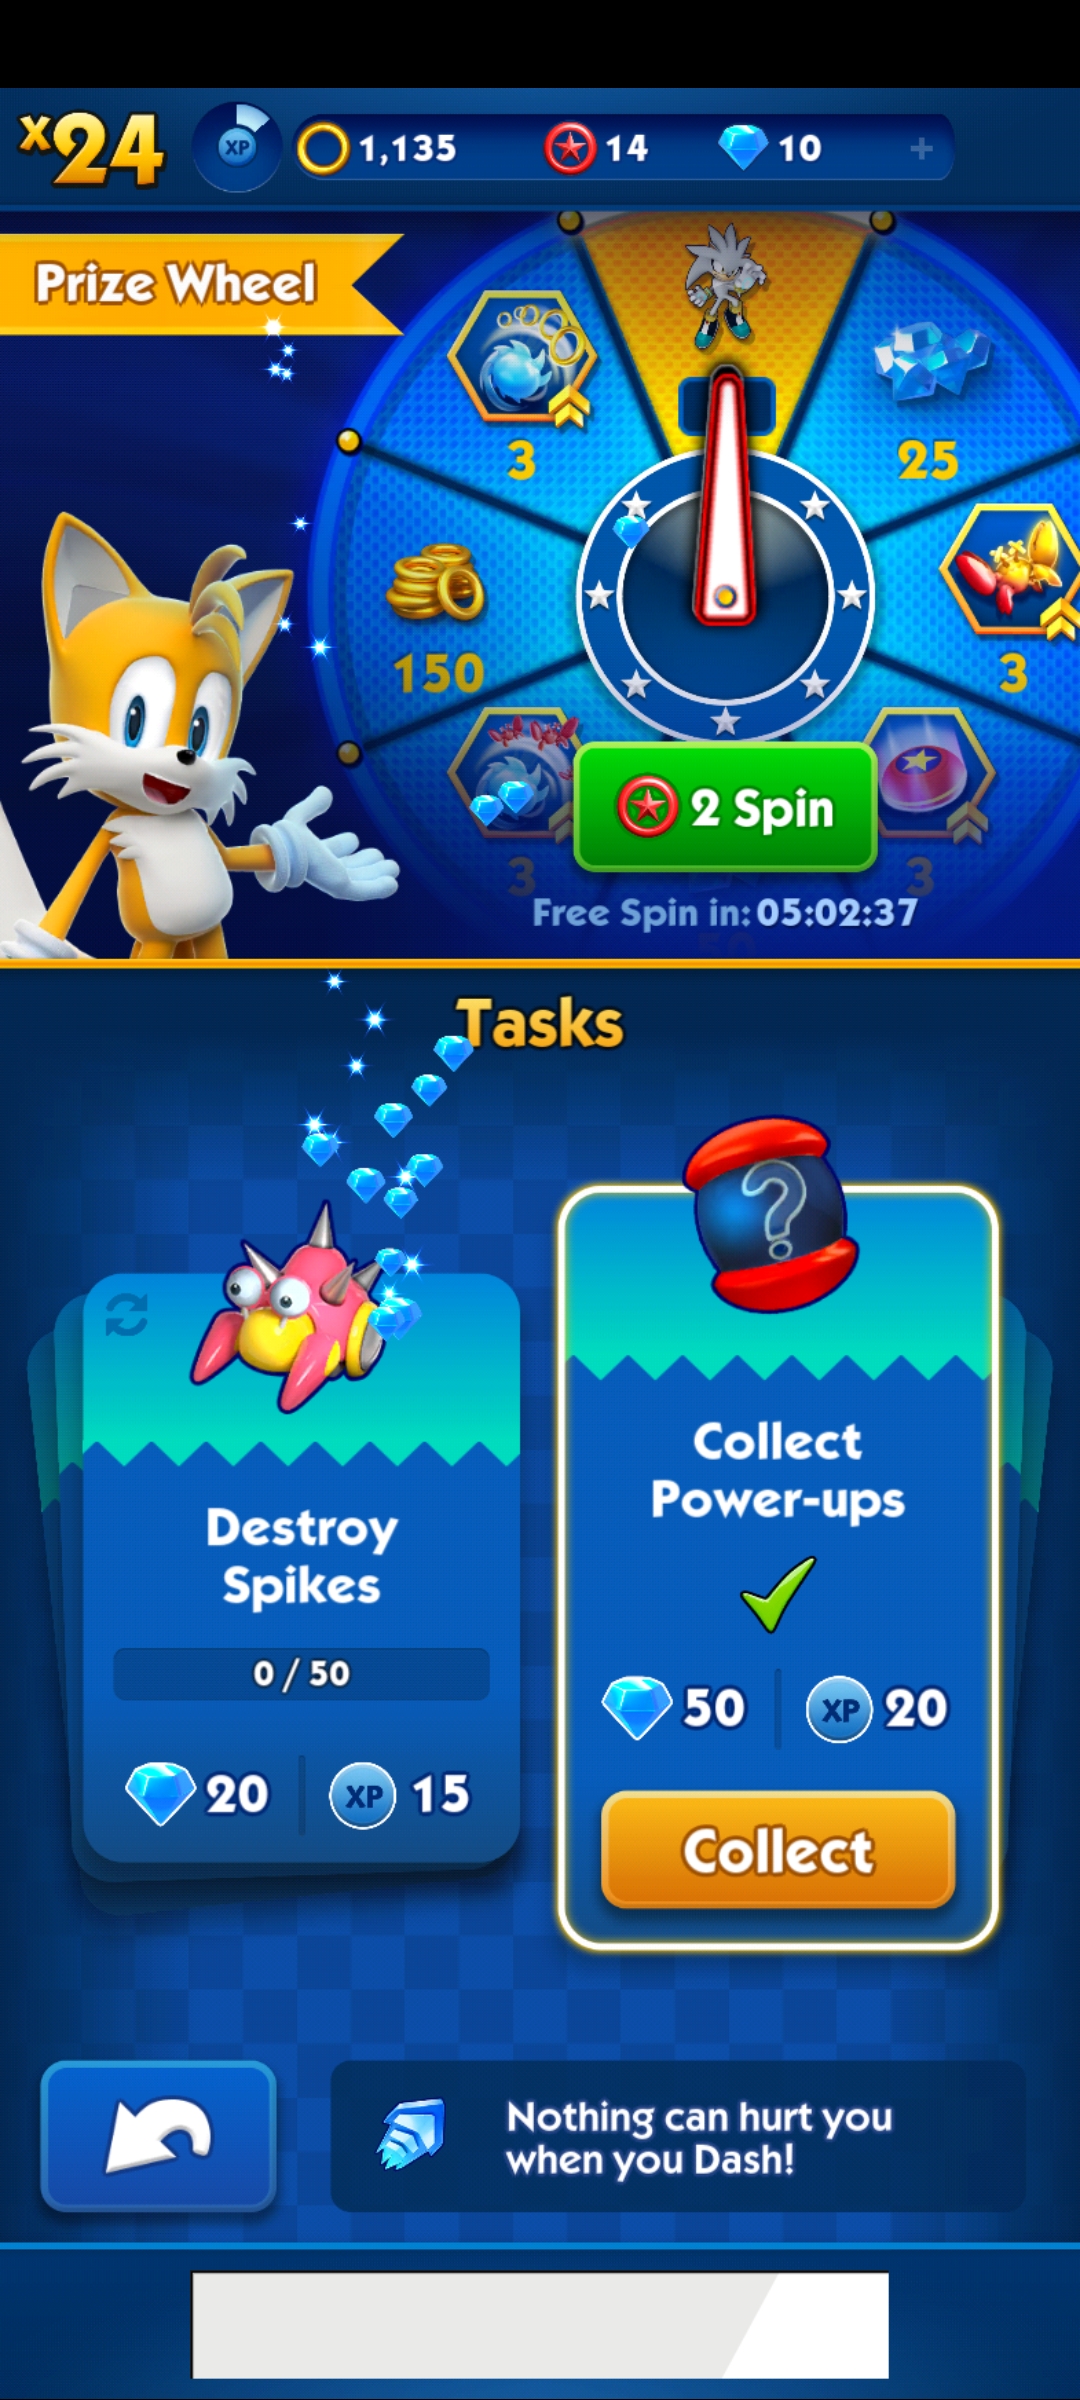 x24
XP
1,135
14
10
+
Prize Wheel
3
25
150
3
3
3
2 Spin
Free Spin in: 05:02:37
Tasks
?
Destroy
Spikes
0 / 50
20
XP
15
Collect
Power-ups
50
XP
20
Collect
Nothing can hurt you
when you Dash!